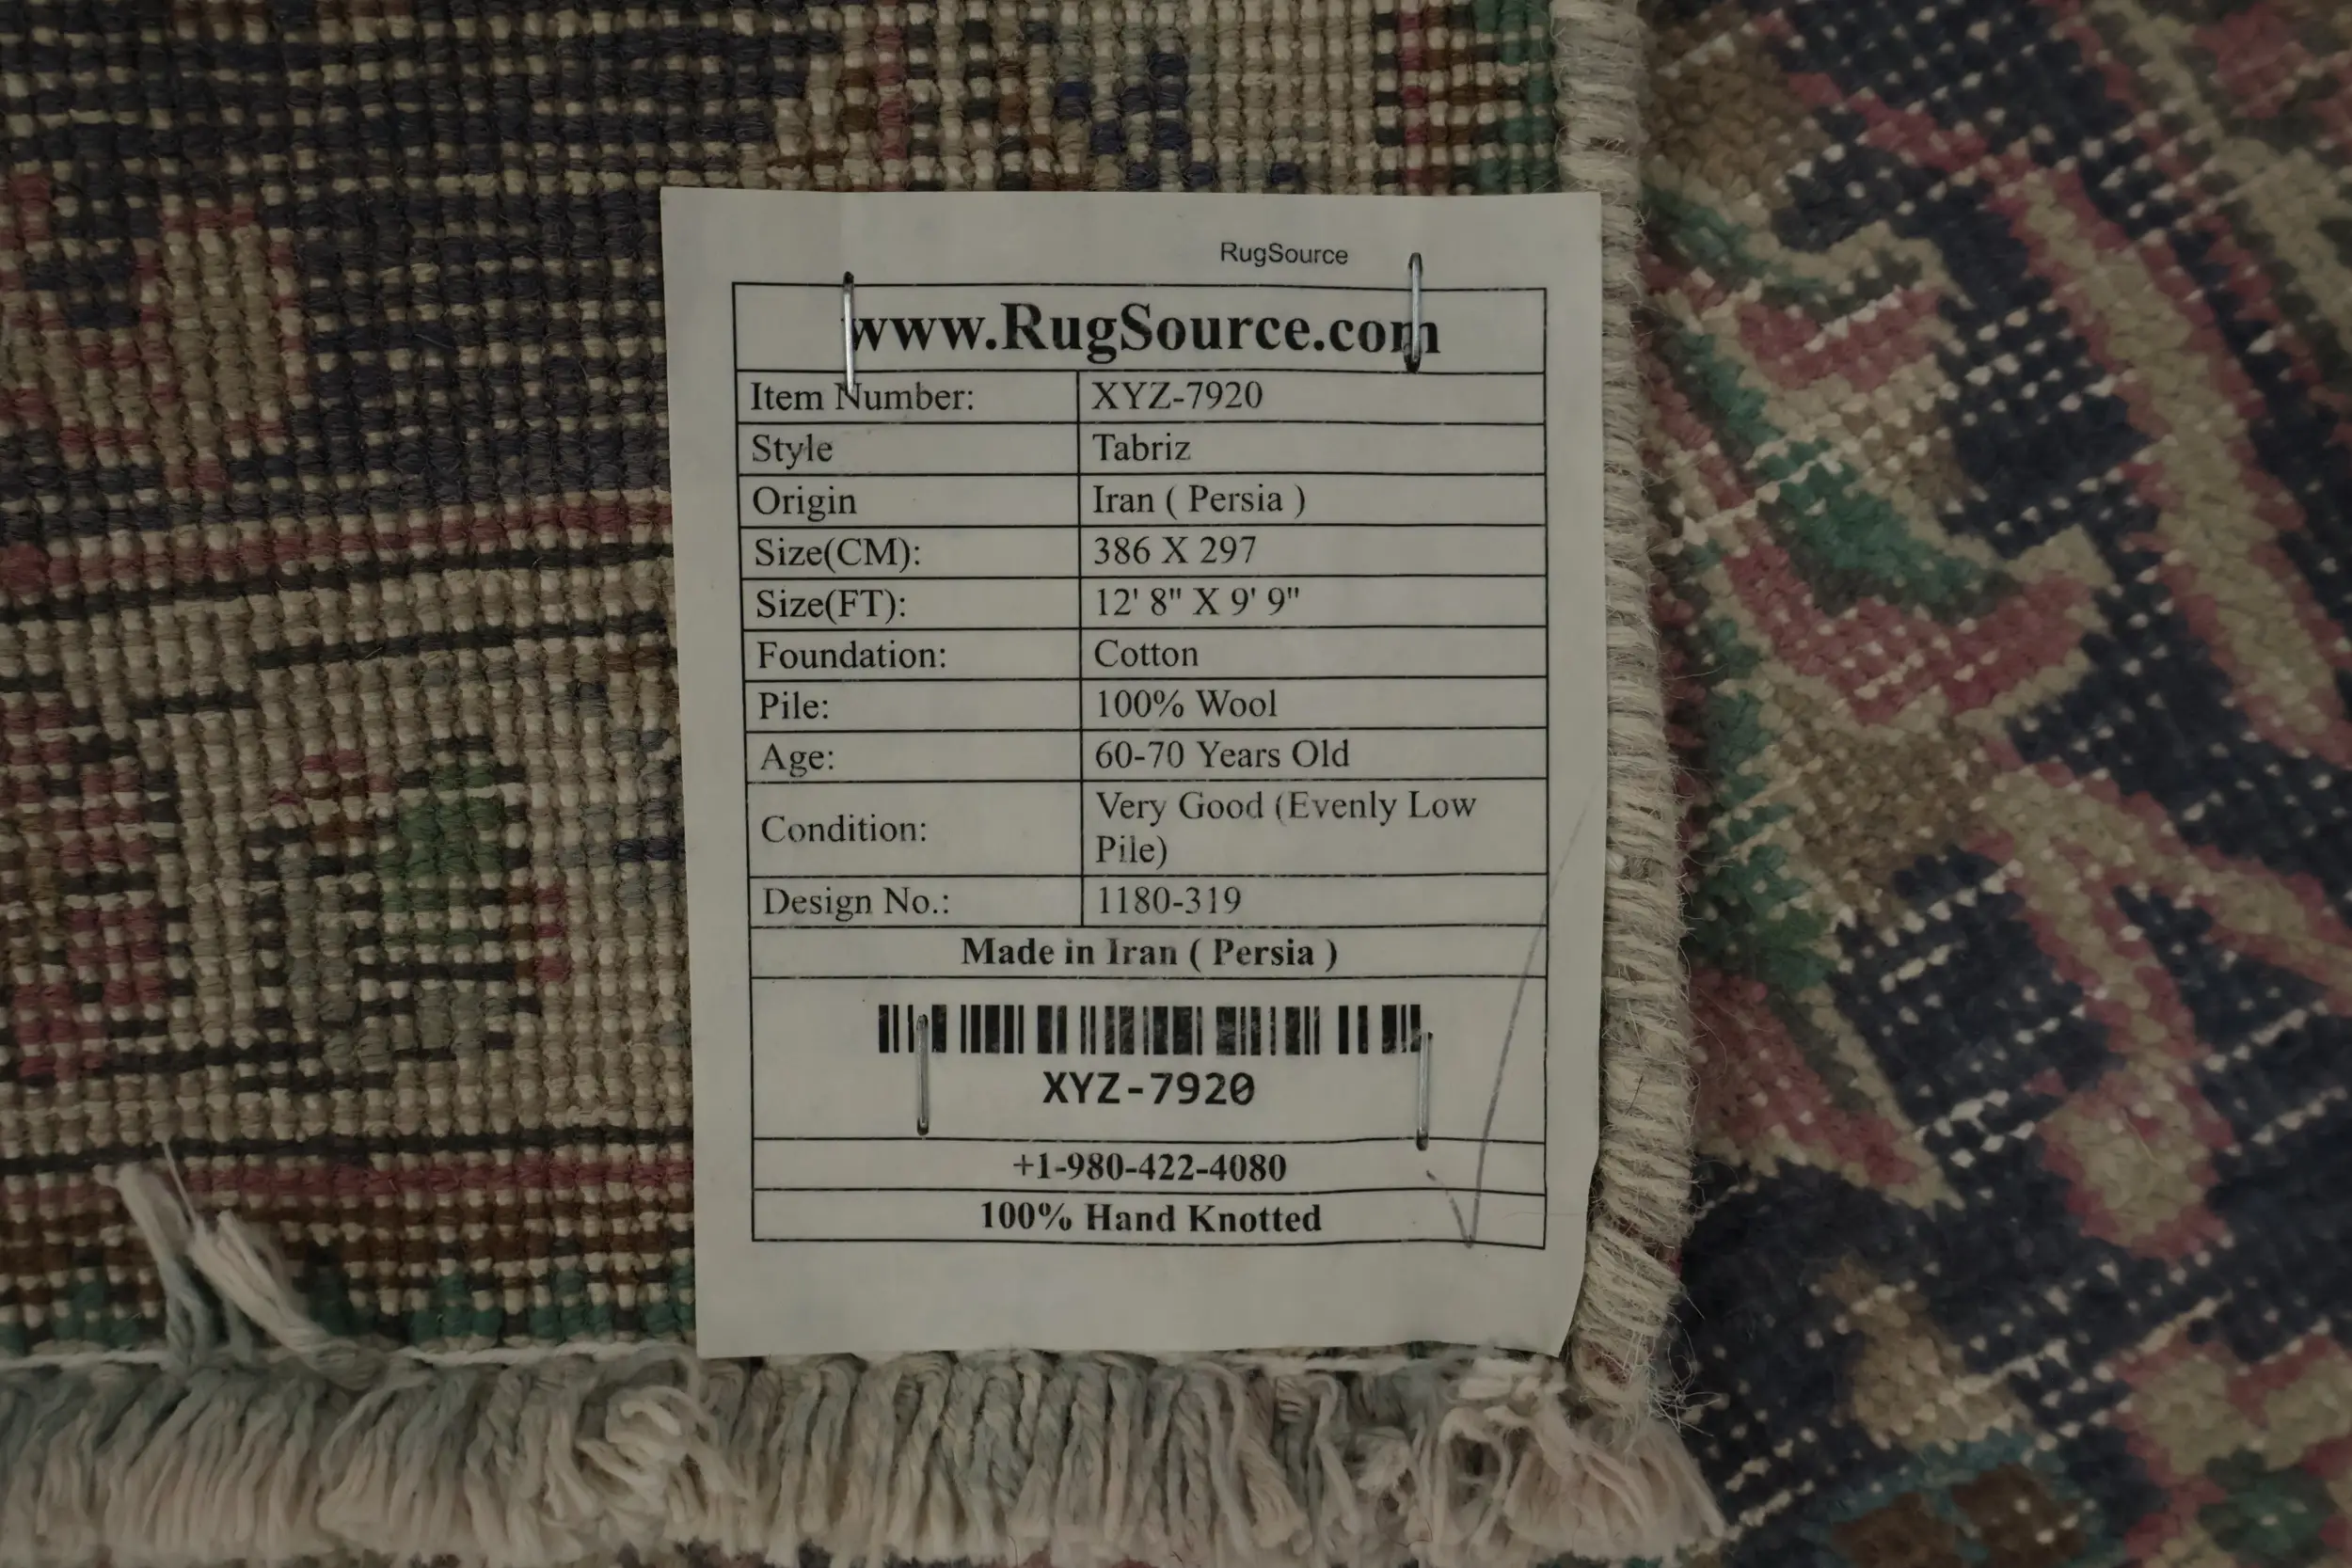 RugSource
www.RugSource.com
Item Number: XYZ-7920
Style Tabriz
Origin Iran ( Persia )
Size(CM): 386 X 297
Size(FT): 12' 8" X 9' 9"
Foundation: Cotton
Pile: 100% Wool
Age: 60-70 Years Old
Condition: Very Good (Evenly Low
Pile)
Design No.: 1180-319
Made in Iran ( Persia )
XYZ-7920
+1-980-422-4080
100% Hand Knotted